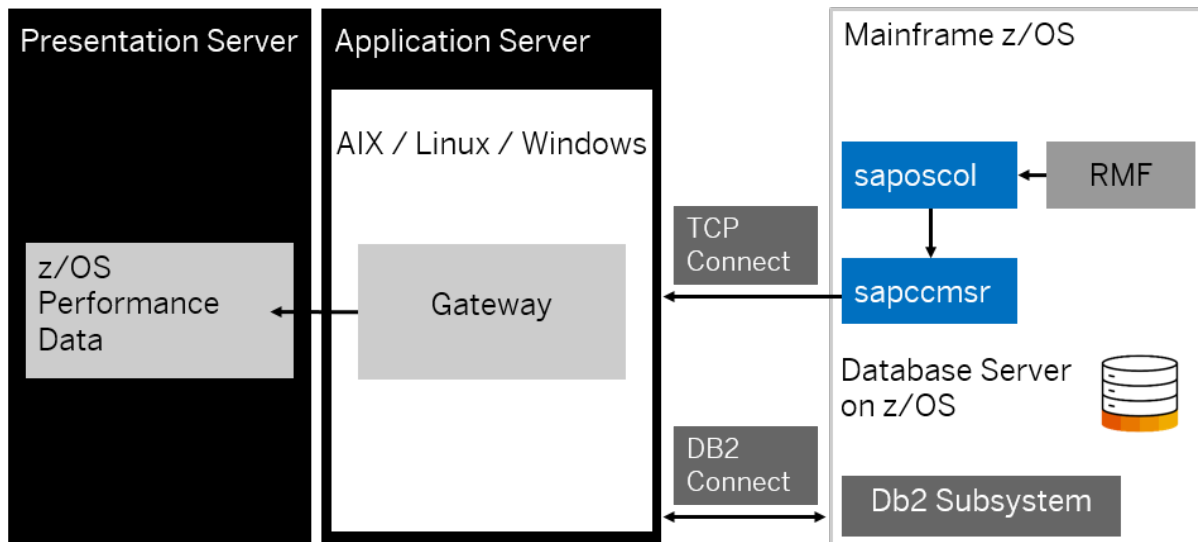 Presentation Server
Application Server
Mainframe z/OS
AIX / Linux / Windows
saposcol
RMF
TCP
Connect
z/OS
Performance
Data
Gateway
sapccmsr
Database Server
on z/OS
DB2
Connect
Db2 Subsystem